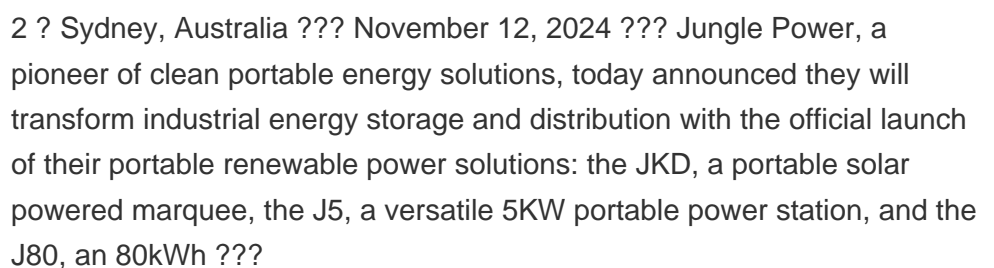 2 ? Sydney, Australia ??? November 12, 2024 ??? Jungle Power, a
pioneer of clean portable energy solutions, today announced they will
transform industrial energy storage and distribution with the official launch
of their portable renewable power solutions: the JKD, a portable solar
powered marquee, the J5, a versatile 5KW portable power station, and the
J80, an 80kWh ???